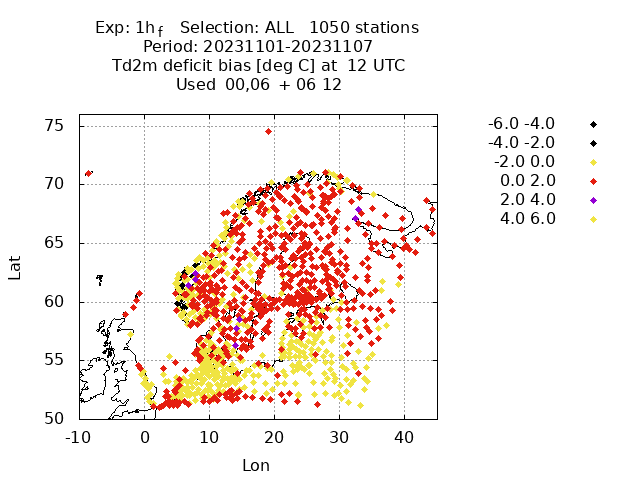 Exp: 1h_f   Selection: ALL   1050 stations
Period: 20231101-20231107
Td2m deficit bias [deg C] at  12 UTC
Used  00,06  + 06 12
-6.0 -4.0
-4.0 -2.0
-2.0 0.0
0.0 2.0
2.0 4.0
4.0 6.0
75
70
65
60
55
50
Lat
-10 0 10 20 30 40
Lon